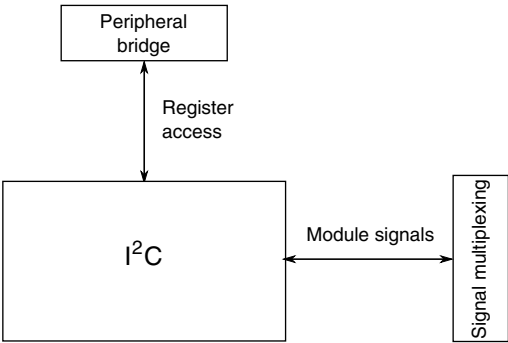 Peripheral
bridge
Register
access
I²C
Module signals
Signal multiplexing